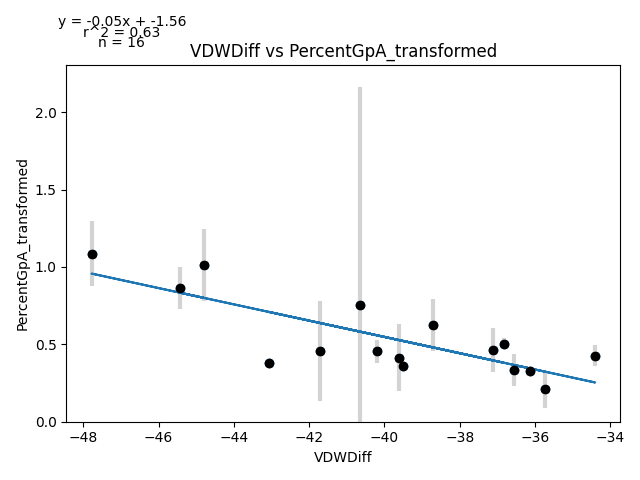 y = -0.05x + -1.56
r^2 = 0.63
n = 16
VDWDiff vs PercentGpA_transformed
PercentGpA_transformed
2.0
1.5
1.0
0.5
0.0
−48
−46
−44
−42
−40
−38
−36
−34
VDWDiff